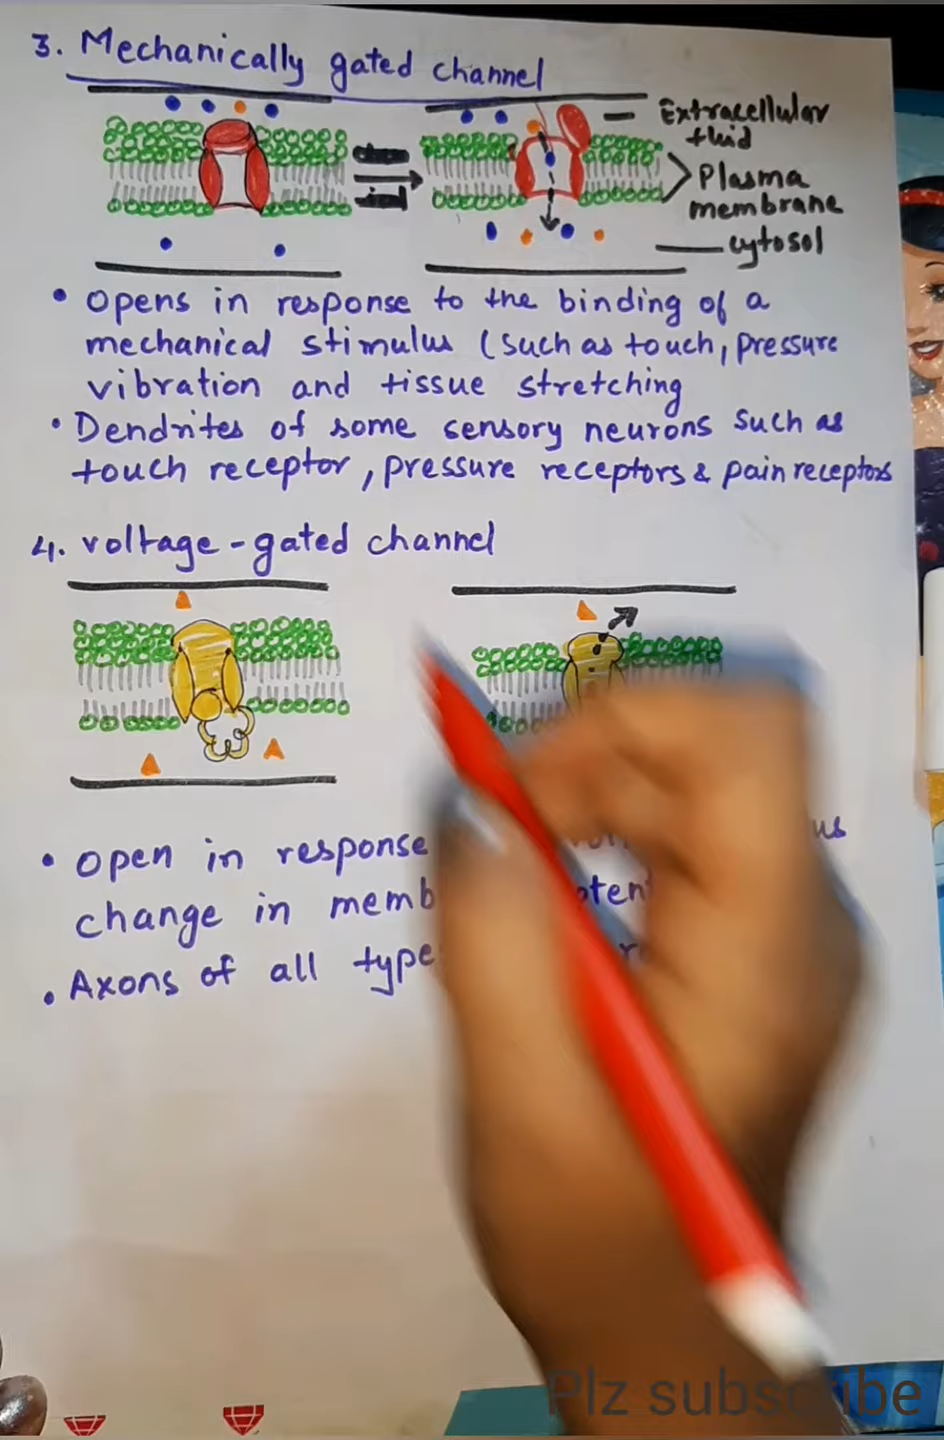 3. Mechanically gated channel
Extracellular
fluid
Plasma
membrane
cytosol
• Opens in response to the binding of a
mechanical stimulus (such as touch, pressure
vibration and tissue stretching
• Dendrites of some sensory neurons such as
touch receptor, pressure receptors & pain receptors
4. voltage-gated channel
• Open in response
change in memb oten
• Axons of all type
Plz subscribe